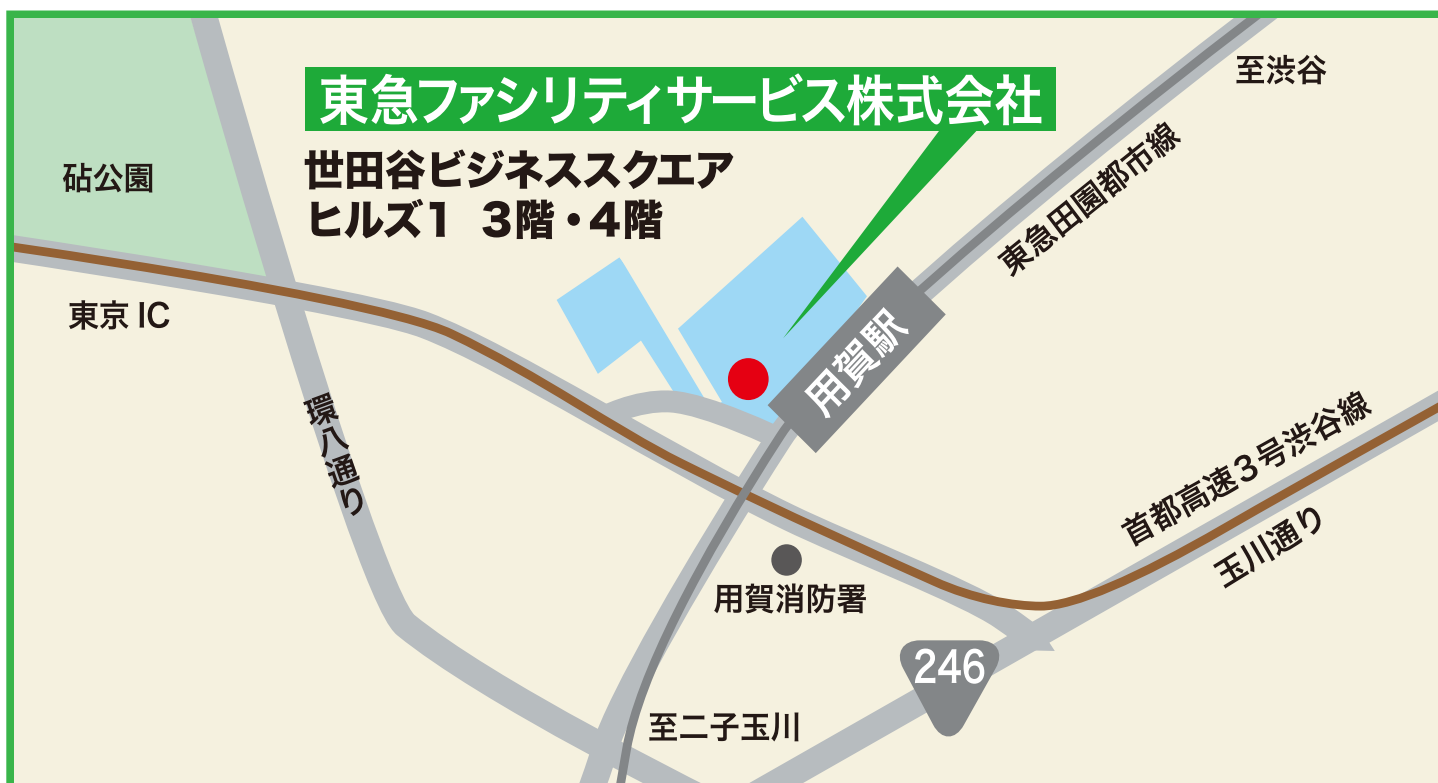 至渋谷
東急ファシリティサービス株式会社
東急田園都市線
砧公園
世田谷ビジネススクエア
ヒルズ1 3階・4階
東京 IC
用賀駅
環八通り
首都高速3号渋谷線
玉川通り
用賀消防署
246
至二子玉川